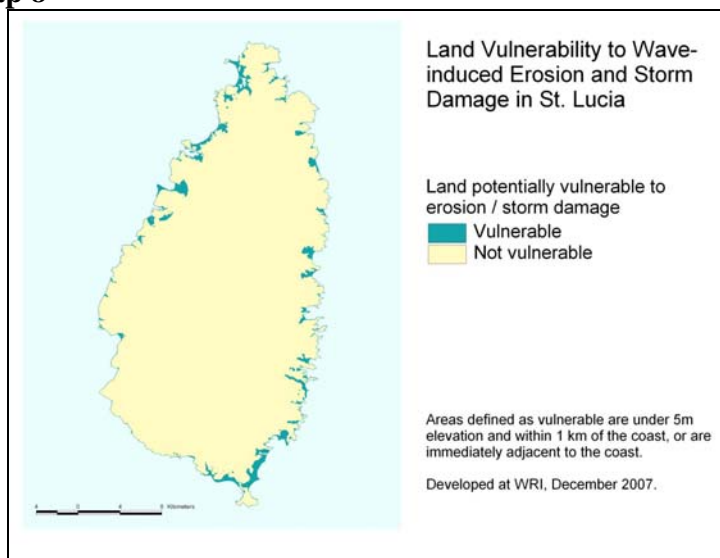 Land Vulnerability to Wave-
induced Erosion and Storm
Damage in St. Lucia
Land potentially vulnerable to
erosion / storm damage
Vulnerable
Not vulnerable
Areas defined as vulnerable are under 5m
elevation and within 1 km of the coast, or are
immediately adjacent to the coast.
Developed at WRI, December 2007.
Kilometers